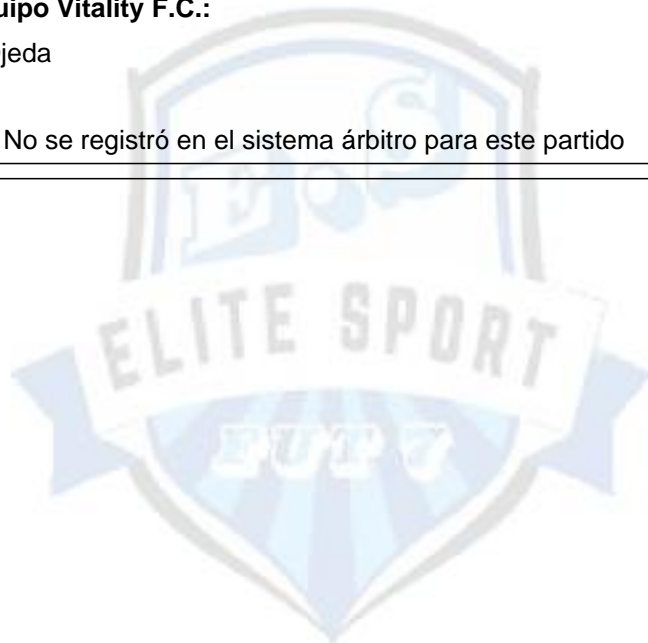 uipo Vitality F.C.:
jeda
No se registró en el sistema árbitro para este partido
E.S
ELITE SPORT
FUT 7